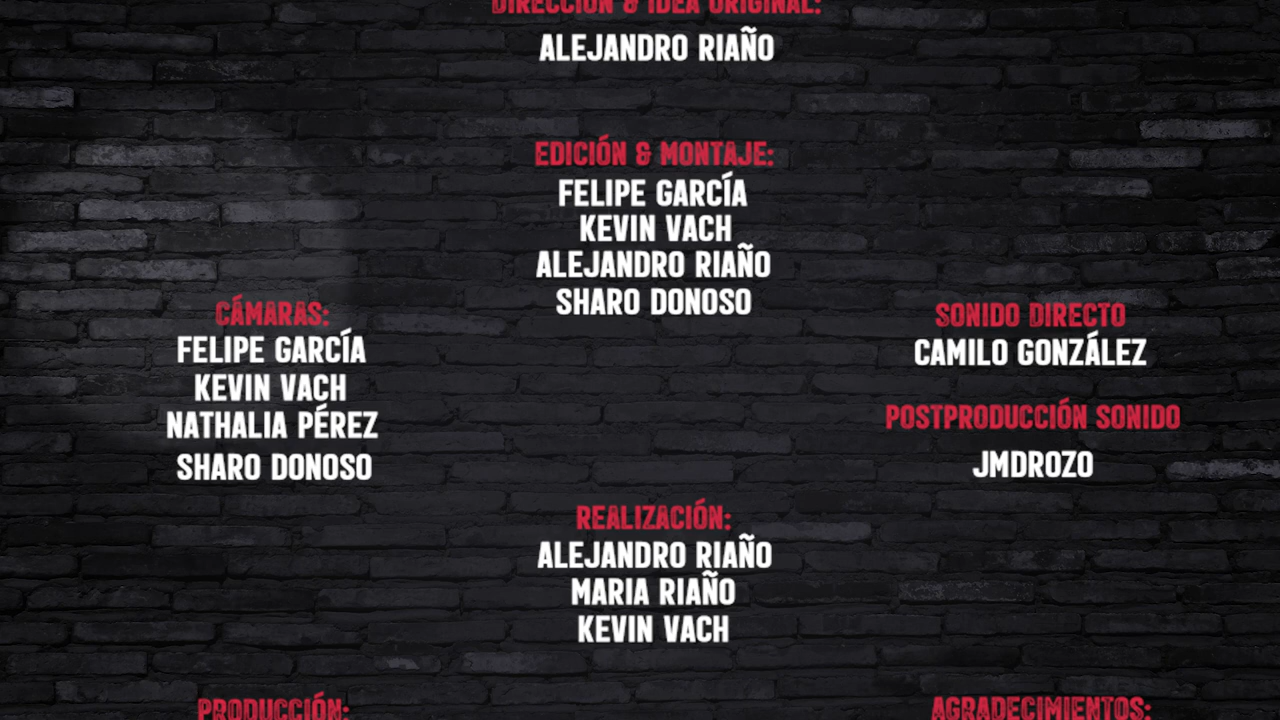 DIRECCIÓN & IDEA ORIGINAL:
ALEJANDRO RIAÑO
EDICIÓN & MONTAJE:
FELIPE GARCÍA
KEVIN VACH
ALEJANDRO RIAÑO
SHARO DONOSO
CÁMARAS:
FELIPE GARCÍA
KEVIN VACH
NATHALIA PÉREZ
SHARO DONOSO
SONIDO DIRECTO
CAMILO GONZÁLEZ
POSTPRODUCCIÓN SONIDO
JMDROZO
REALIZACIÓN:
ALEJANDRO RIAÑO
MARIA RIAÑO
KEVIN VACH
PRODUCCIÓN:
AGRADECIMIENTOS: